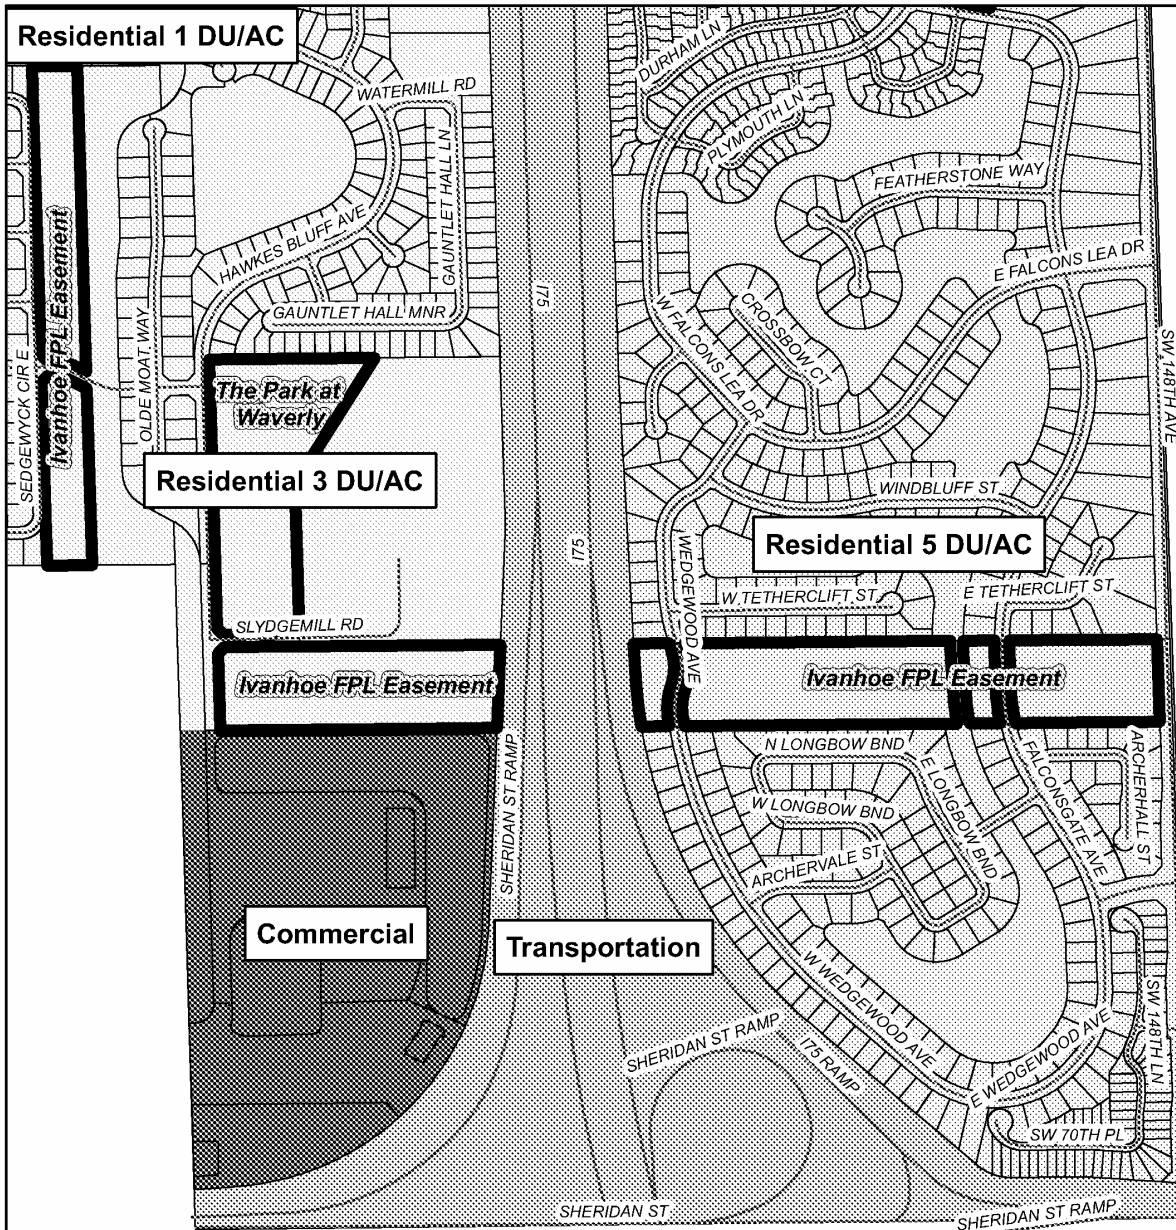 Residential 1 DU/AC
DURHAM LN
WATERMILL RD
PLYMOUTH LN
GAUNTLET HALL LN
FEATHERSTONE WAY
HAWKES BLUFF AVE
E FALCONS LEA DR
I75
Ivanhoe FPL Easement
GAUNTLET HALL MNR
CROSSBOW CT
W FALCONS LEA DR
SW 148TH AVE
SEDGEWYCK CIR E
OLDE MOAT WAY
The Park at
Waverly
Residential 3 DU/AC
WINDBLUFF ST
I75
Residential 5 DU/AC
WEDGEWOOD AVE
W TETHERCLIFT ST
E TETHERCLIFT ST
SLYDGEMILL RD
Ivanhoe FPL Easement
Ivanhoe FPL Easement
N LONGBOW BND
E LONGBOW BND
FALCONSGATE AVE
ARCHERHALL ST
SHERIDAN ST RAMP
W LONGBOW BND
ARCHERVALE ST
Commercial
Transportation
W WEDGEWOOD AVE
SW 148TH LN
SHERIDAN ST RAMP
I75 RAMP
E WEDGEWOOD AVE
SW 70TH PL
SHERIDAN ST
SHERIDAN ST RAMP